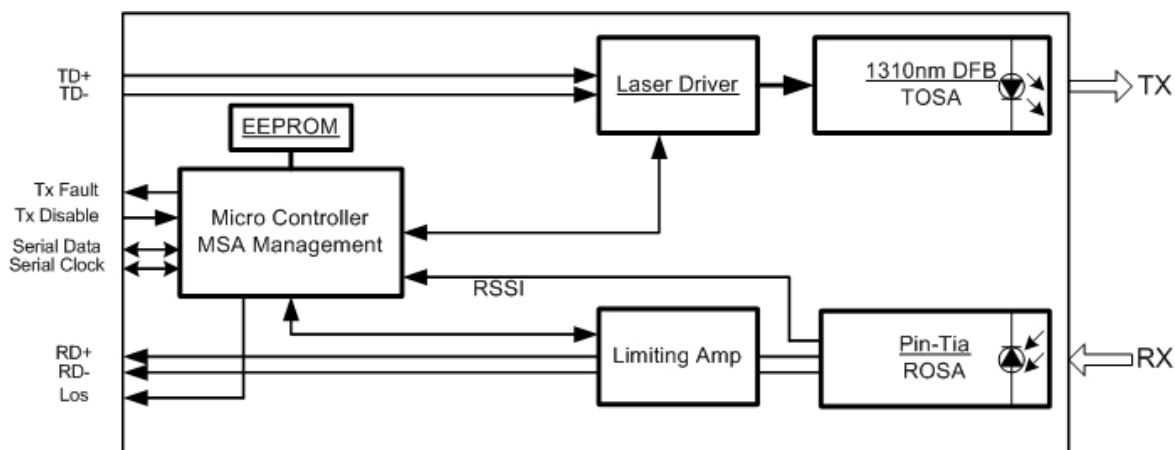 TD+
TD-
Laser Driver
1310nm DFB
TOSA
TX
EEPROM
Tx Fault
Tx Disable
Serial Data
Serial Clock
Micro Controller
MSA Management
RSSI
RD+
RD-
Los
Limiting Amp
Pin-Tia
ROSA
RX